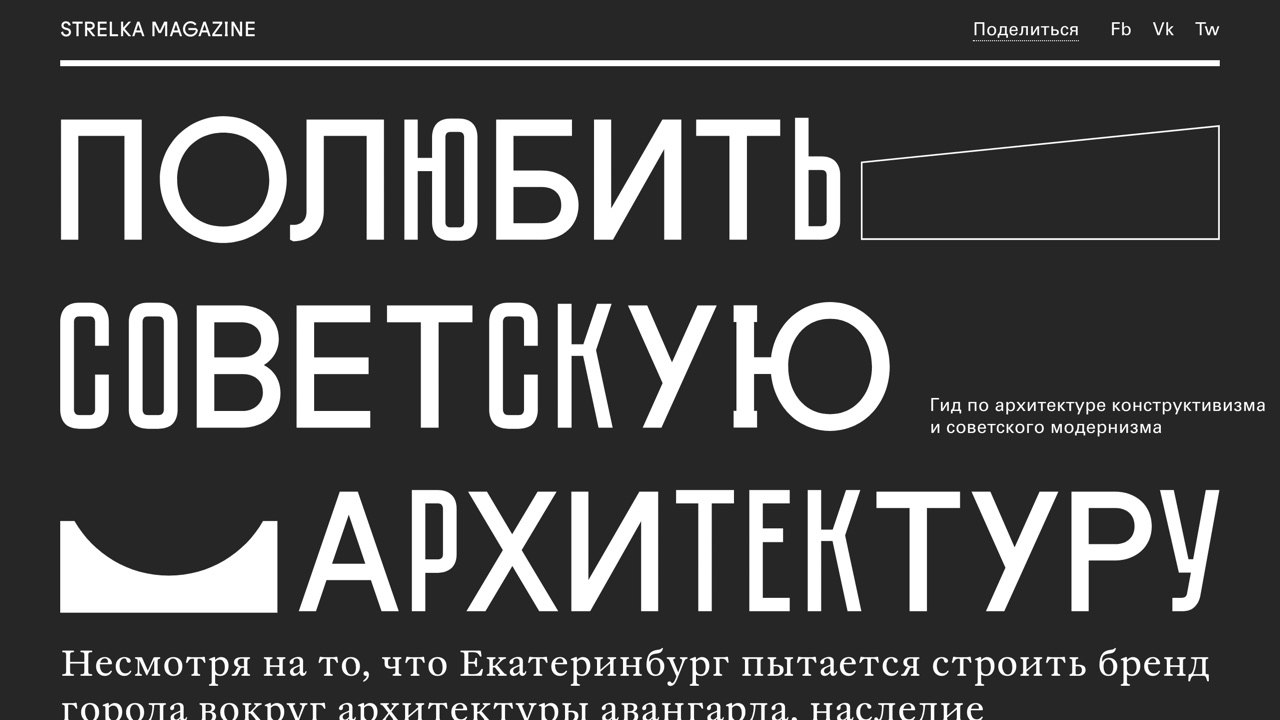 STRELKA MAGAZINE
Поделиться Fb Vk Tw
ПОЛЮБИТЬ
СОВЕТСКУЮ
Гид по архитектуре конструктивизма
и советского модернизма
АРХИТЕКТУРУ
Несмотря на то, что Екатеринбург пытается строить бренд
города вокруг архитектуры авангарда, наследие